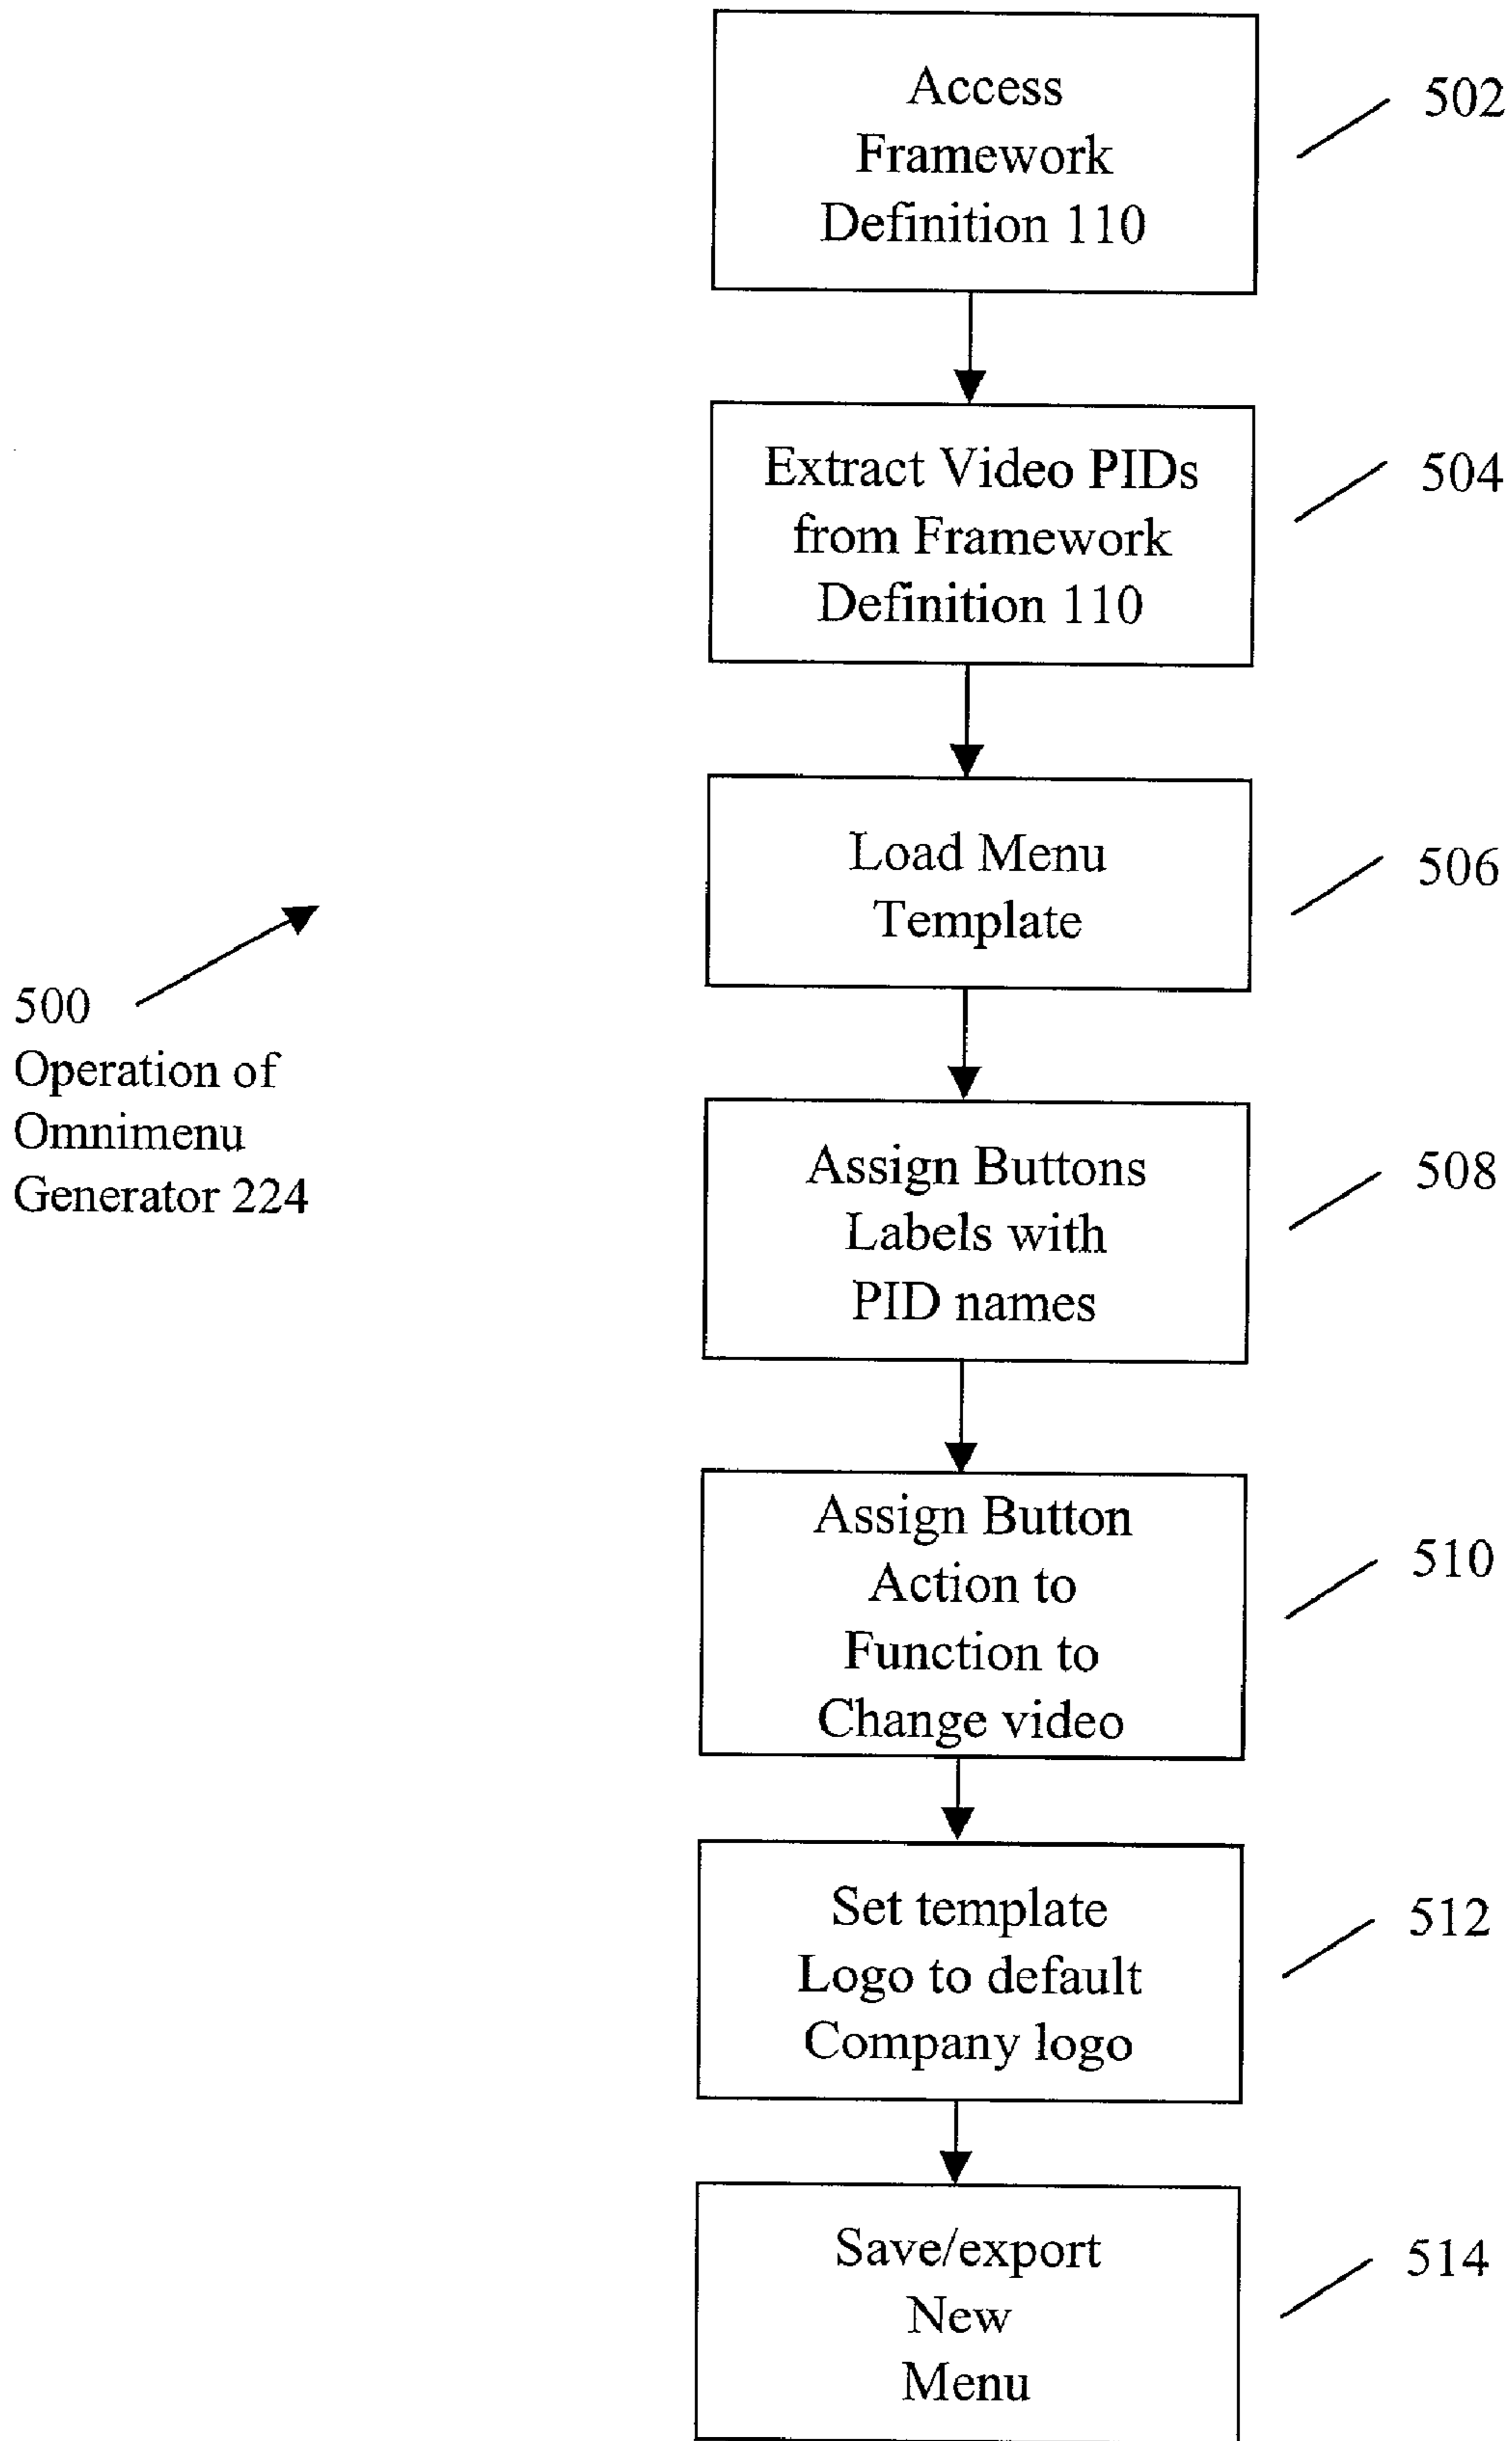 Access
Framework
Definition 110
502
Extract Video PIDs
from Framework
Definition 110
504
Load Menu
Template
506
500
Operation of
Omnimenu
Generator 224
Assign Buttons
Labels with
PID names
508
Assign Button
Action to
Function to
Change video
510
Set template
Logo to default
Company logo
512
Save/export
New
Menu
514